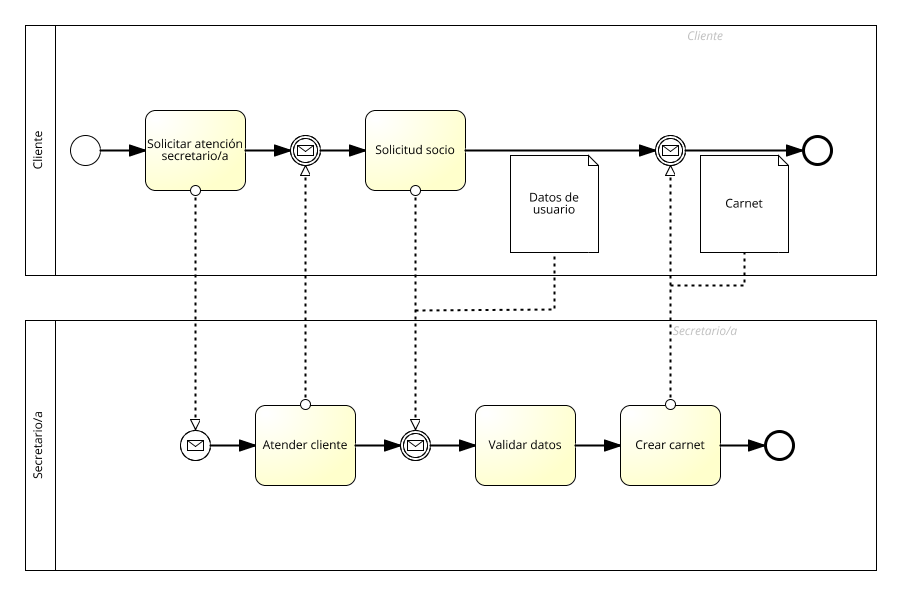 Cliente
Cliente
Solicitar atención
secretario/a
Solicitud socio
Datos de
usuario
Carnet
Secretario/a
Secretario/a
Atender cliente
Validar datos
Crear carnet